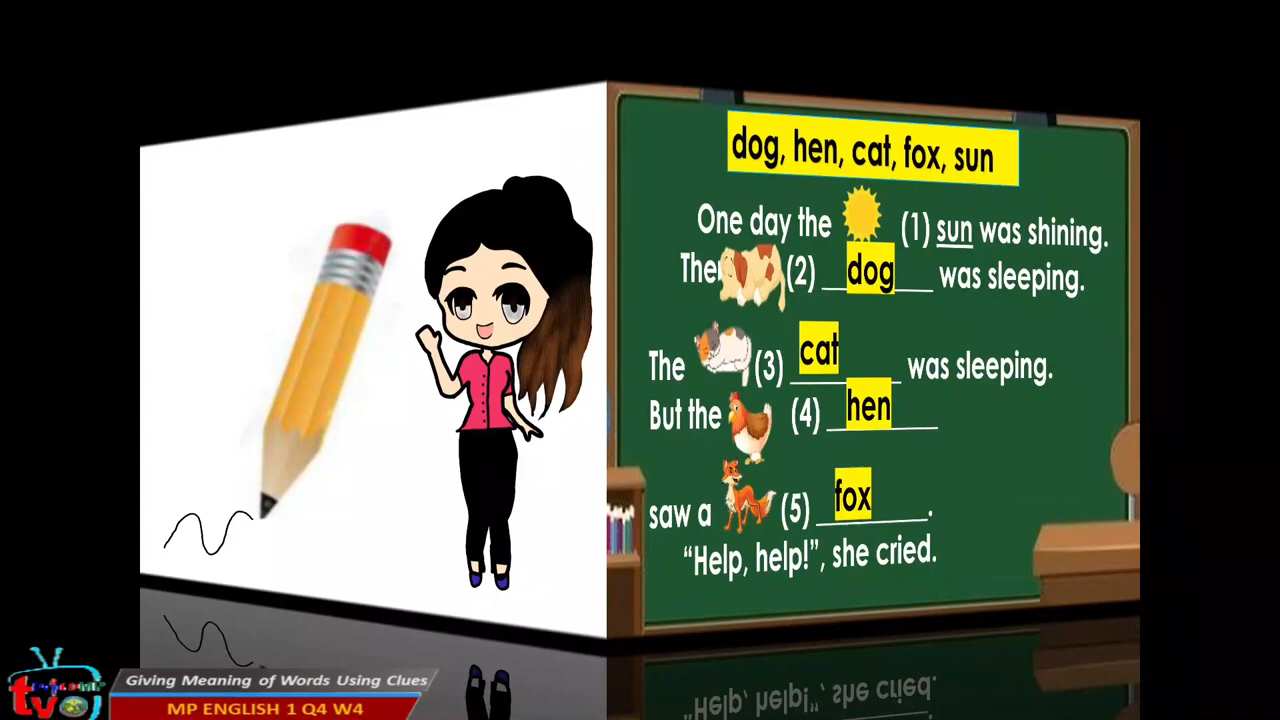 dog, hen, cat, fox, sun
One day the (1) sun was shining.
The (2) dog was sleeping.
The (3) cat was sleeping.
But the (4) hen
saw a (5) fox.
“Help, help!”, she cried.
tvo
Giving Meaning of Words Using Clues
MP ENGLISH 1 Q4 W4